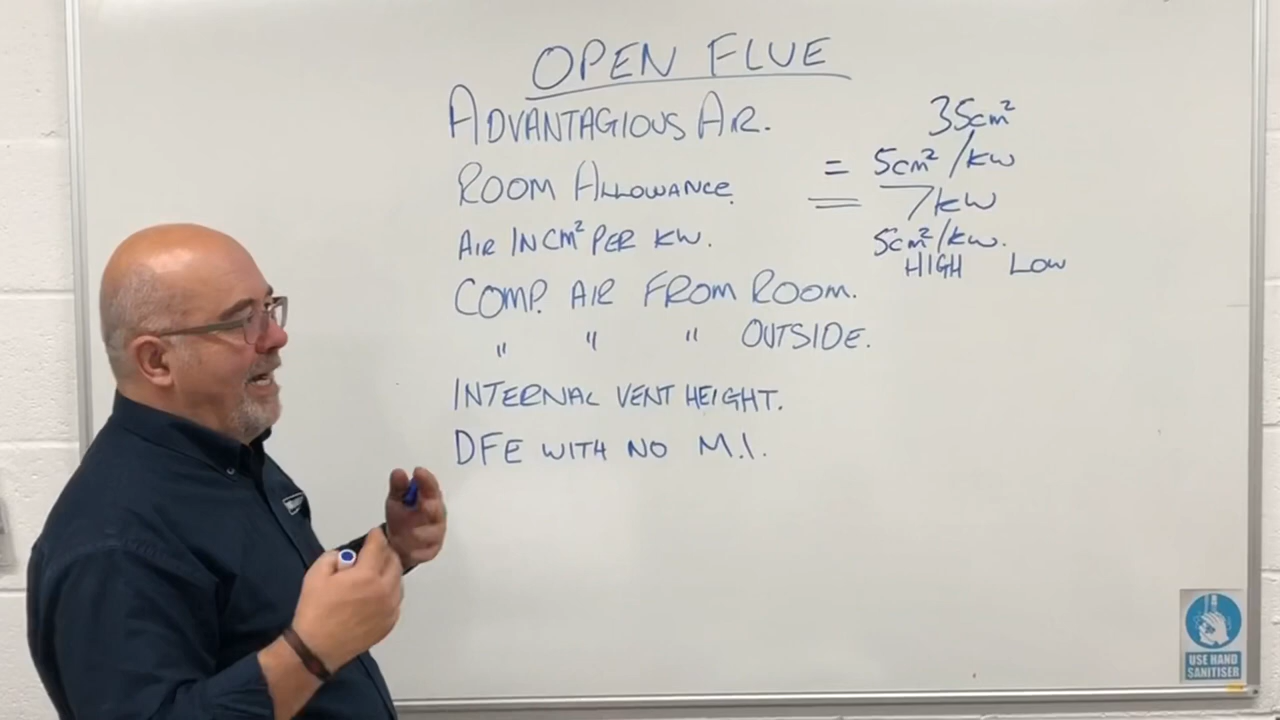 OPEN FLUE
ADVANTAGIOUS AIR.
35cm²
ROOM ALLOWANCE = 5cm²/kw
7kw
AIR IN CM² PER KW. 5cm²/kw.
HIGH LOW
COMP. AIR FROM ROOM.
" " " OUTSIDE.
INTERNAL VENT HEIGHT.
DFE WITH NO M.I.
USE HAND
SANITISER